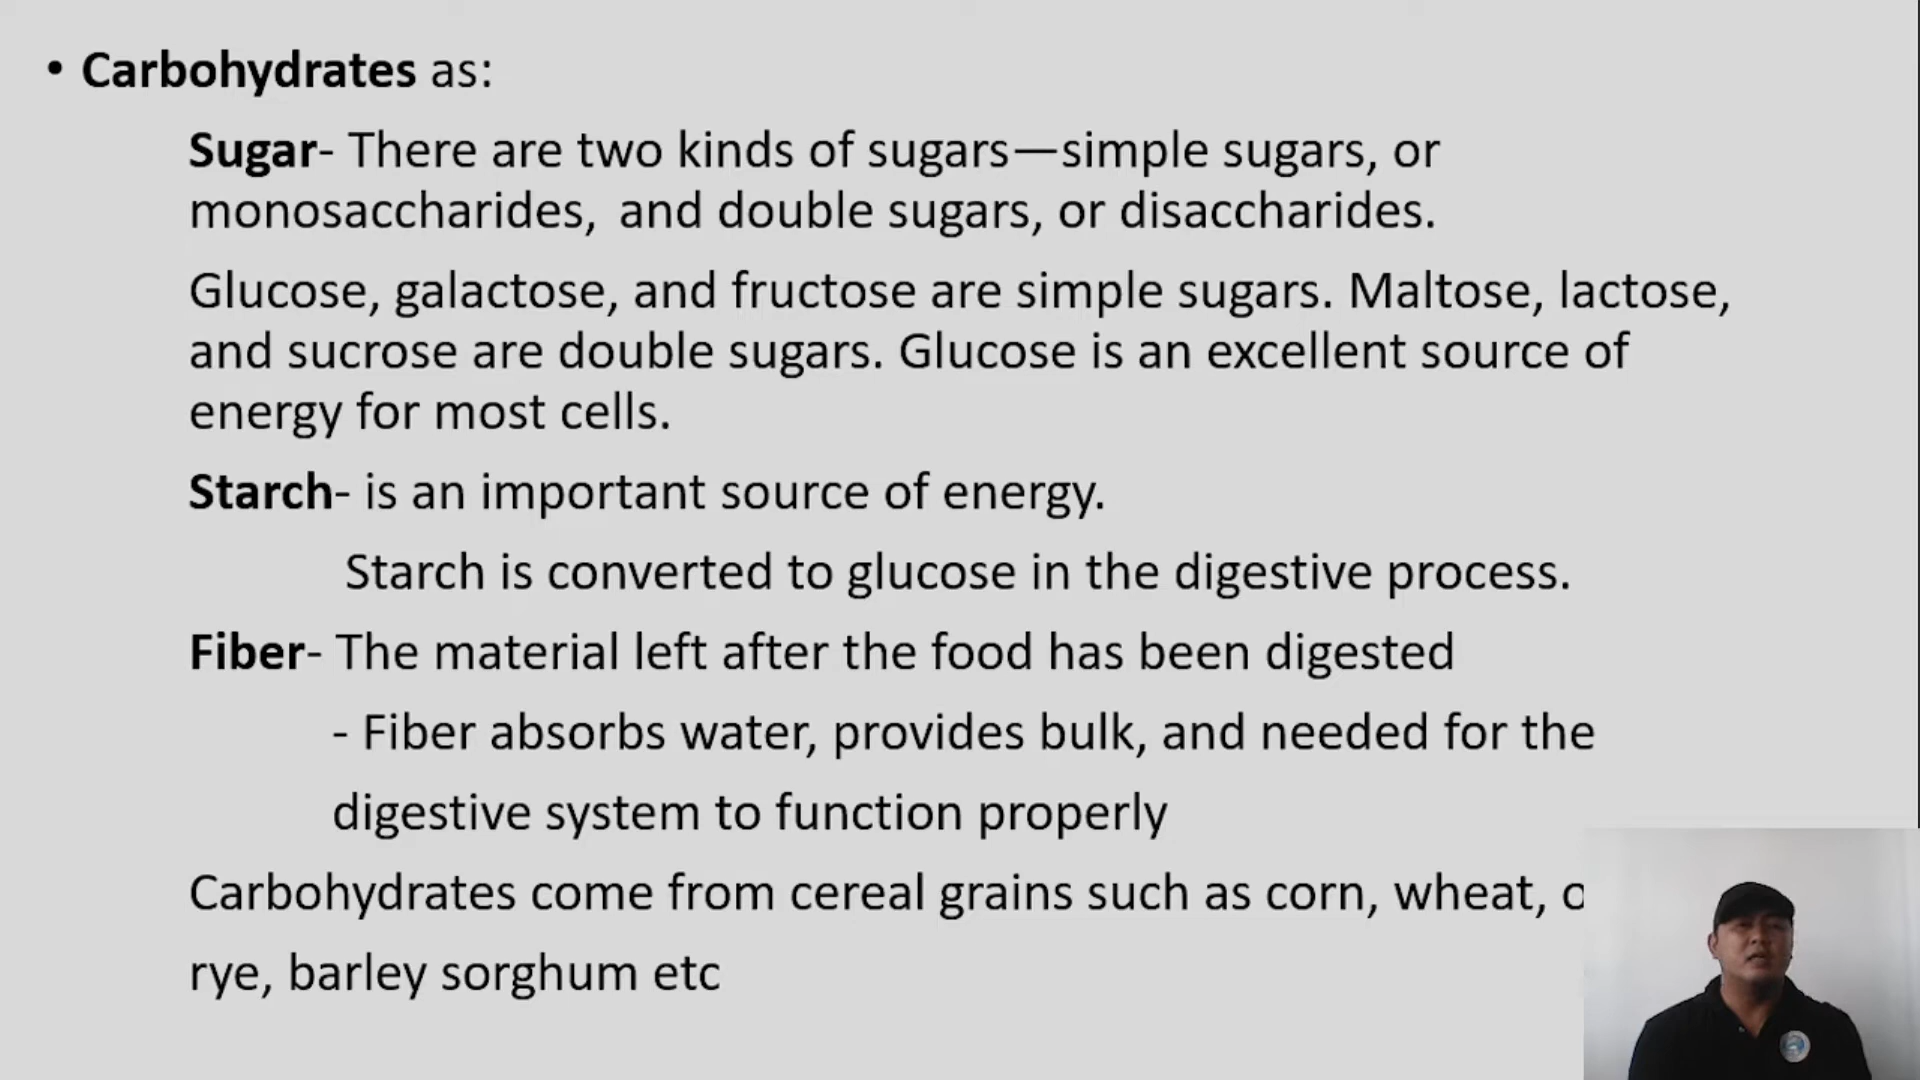 • Carbohydrates as:
Sugar- There are two kinds of sugars—simple sugars, or
monosaccharides, and double sugars, or disaccharides.
Glucose, galactose, and fructose are simple sugars. Maltose, lactose,
and sucrose are double sugars. Glucose is an excellent source of
energy for most cells.
Starch- is an important source of energy.
Starch is converted to glucose in the digestive process.
Fiber- The material left after the food has been digested
- Fiber absorbs water, provides bulk, and needed for the
digestive system to function properly
Carbohydrates come from cereal grains such as corn, wheat,
rye, barley sorghum etc